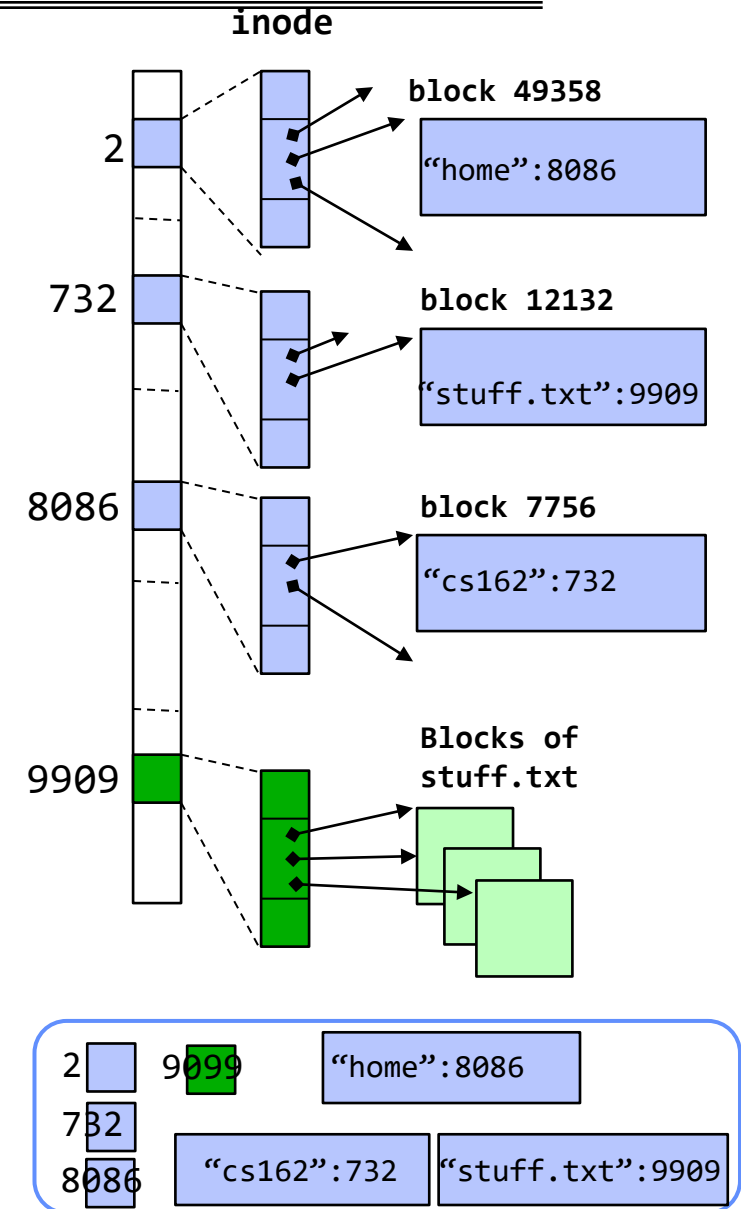 inode
block 49358
2
“home”:8086
732
block 12132
“stuff.txt”:9909
8086
block 7756
“cs162”:732
Blocks of
stuff.txt
9909
2
9099
“home”:8086
732
8086
“cs162”:732
“stuff.txt”:9909